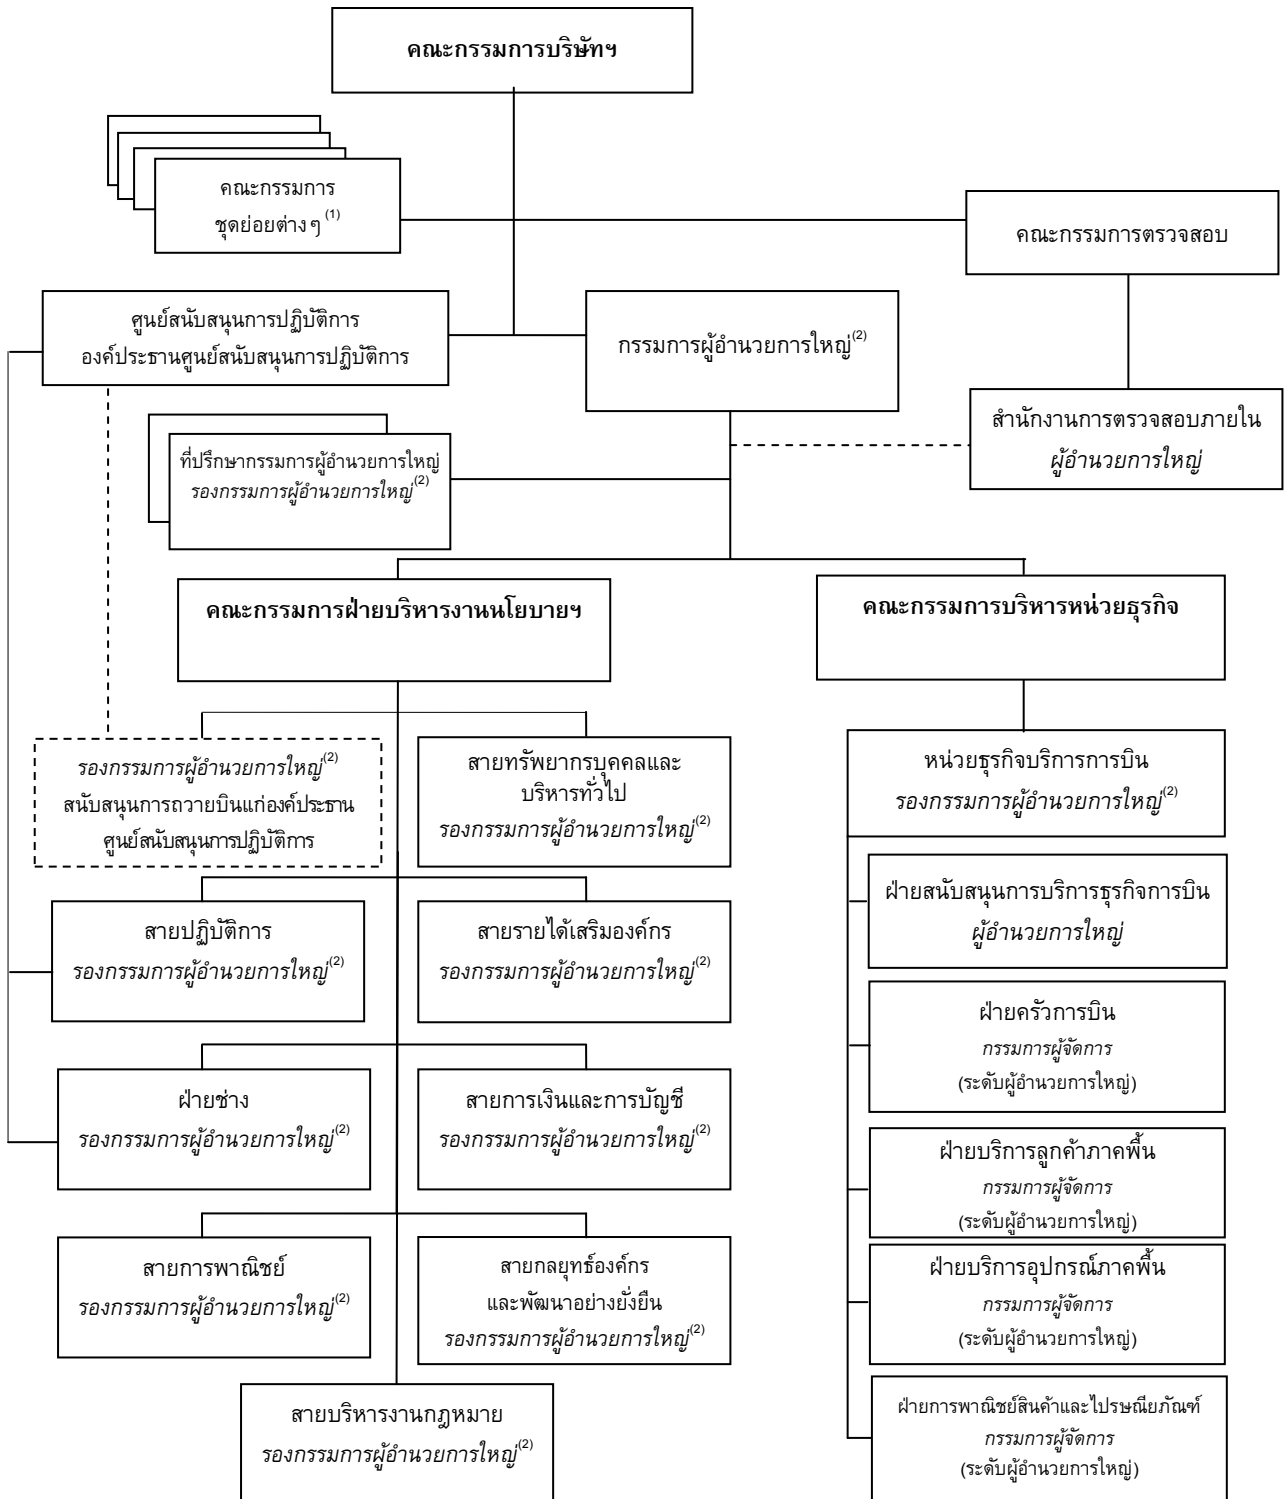 คณะกรรมการบริษัทฯ
คณะกรรมการ
ชุดย่อยต่างๆ (1)
คณะกรรมการตรวจสอบ
ศูนย์สนับสนุนการปฏิบัติการ
องค์ประธานศูนย์สนับสนุนการปฏิบัติการ
กรรมการผู้อำนวยการใหญ่(2)
สำนักงานการตรวจสอบภายใน
ผู้อำนวยการใหญ่
ที่ปรึกษากรรมการผู้อำนวยการใหญ่
รองกรรมการผู้อำนวยการใหญ่(2)
คณะกรรมการฝ่ายบริหารงานนโยบายฯ
คณะกรรมการบริหารหน่วยธุรกิจ
รองกรรมการผู้อำนวยการใหญ่(2)
สนับสนุนการถวายบินแก่องค์ประธาน
ศูนย์สนับสนุนการปฏิบัติการ
สายทรัพยากรบุคคลและ
บริหารทั่วไป
รองกรรมการผู้อำนวยการใหญ่(2)
หน่วยธุรกิจบริการการบิน
รองกรรมการผู้อำนวยการใหญ่(2)
ฝ่ายสนับสนุนการบริการธุรกิจการบิน
ผู้อำนวยการใหญ่
สายปฏิบัติการ
รองกรรมการผู้อำนวยการใหญ่(2)
สายรายได้เสริมองค์กร
รองกรรมการผู้อำนวยการใหญ่(2)
ฝ่ายครัวการบิน
กรรมการผู้จัดการ
(ระดับผู้อำนวยการใหญ่)
ฝ่ายช่าง
รองกรรมการผู้อำนวยการใหญ่(2)
สายการเงินและการบัญชี
รองกรรมการผู้อำนวยการใหญ่(2)
ฝ่ายบริการลูกค้าภาคพื้น
กรรมการผู้จัดการ
(ระดับผู้อำนวยการใหญ่)
สายการพาณิชย์
รองกรรมการผู้อำนวยการใหญ่(2)
สายกลยุทธ์องค์กร
และพัฒนาอย่างยั่งยืน
รองกรรมการผู้อำนวยการใหญ่(2)
ฝ่ายบริการอุปกรณ์ภาคพื้น
กรรมการผู้จัดการ
(ระดับผู้อำนวยการใหญ่)
สายบริหารงานกฎหมาย
รองกรรมการผู้อำนวยการใหญ่(2)
ฝ่ายการพาณิชย์สินค้าและไปรษณียภัณฑ์
กรรมการผู้จัดการ
(ระดับผู้อำนวยการใหญ่)